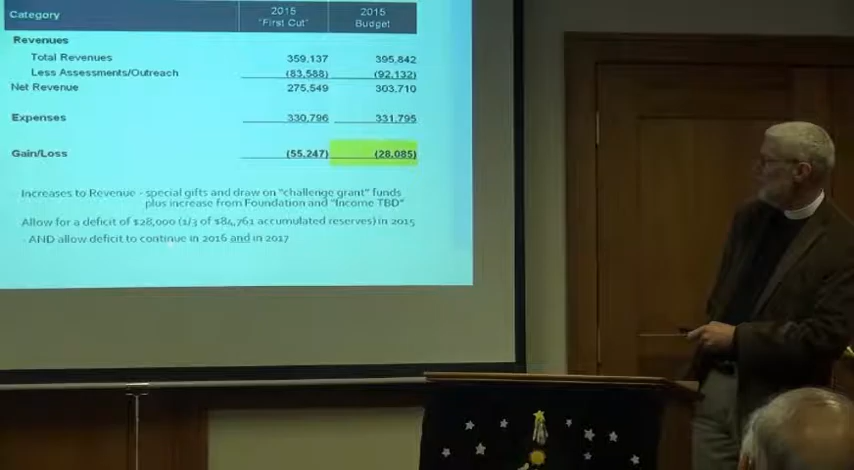 Category 2015 "First Cut" 2015 Budget
Revenues
Total Revenues 359,137 395,842
Less Assessments/Outreach (83,588) (92,132)
Net Revenue 275,549 303,710
Expenses 330,796 331,795
Gain/Loss (55,247) (28,085)
Increases to Revenue - special gifts and draw on "challenge grant" funds
plus increase from Foundation and "Income TBD"
Allow for a deficit of $28,000 (1/3 of $84,761 accumulated reserves) in 2015
- AND allow deficit to continue in 2016 and in 2017